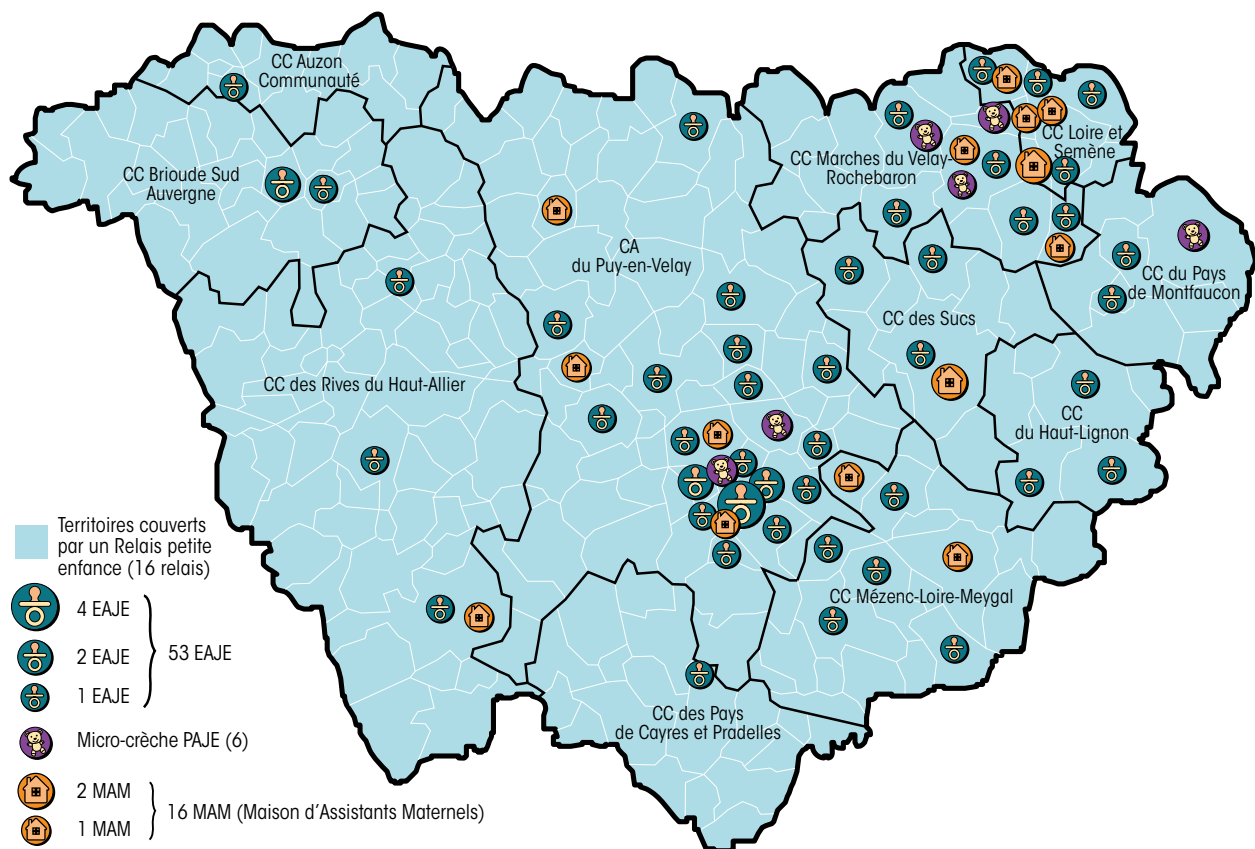 CC Auzon
Communauté
CC Brioude Sud
Auvergne
CC Marches du Velay-
Rochebaron
CC Loire et
Semène
CA
du Puy-en-Velay
CC du Pays
de Montfaucon
CC des Sucs
CC des Rives du Haut-Allier
CC
du Haut-Lignon
CC Mézenc-Loire-Meygal
CC des Pays
de Cayres et Pradelles
Territoires couverts
par un Relais petite
enfance (16 relais)
4 EAJE
2 EAJE
1 EAJE
53 EAJE
Micro-crèche PAJE (6)
2 MAM
1 MAM
16 MAM (Maison d'Assistants Maternels)